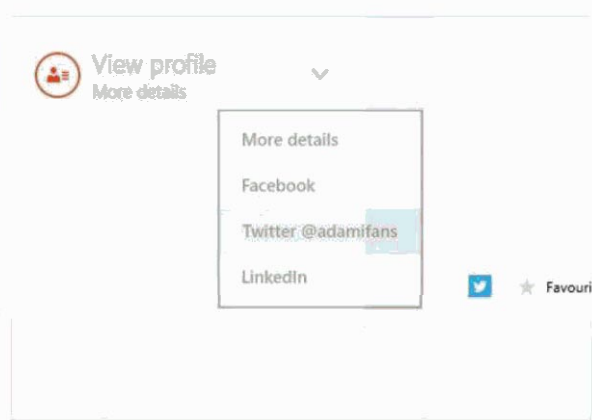 View profile
More details
More details
Facebook
Twitter @adamifans
LinkedIn
Favouri